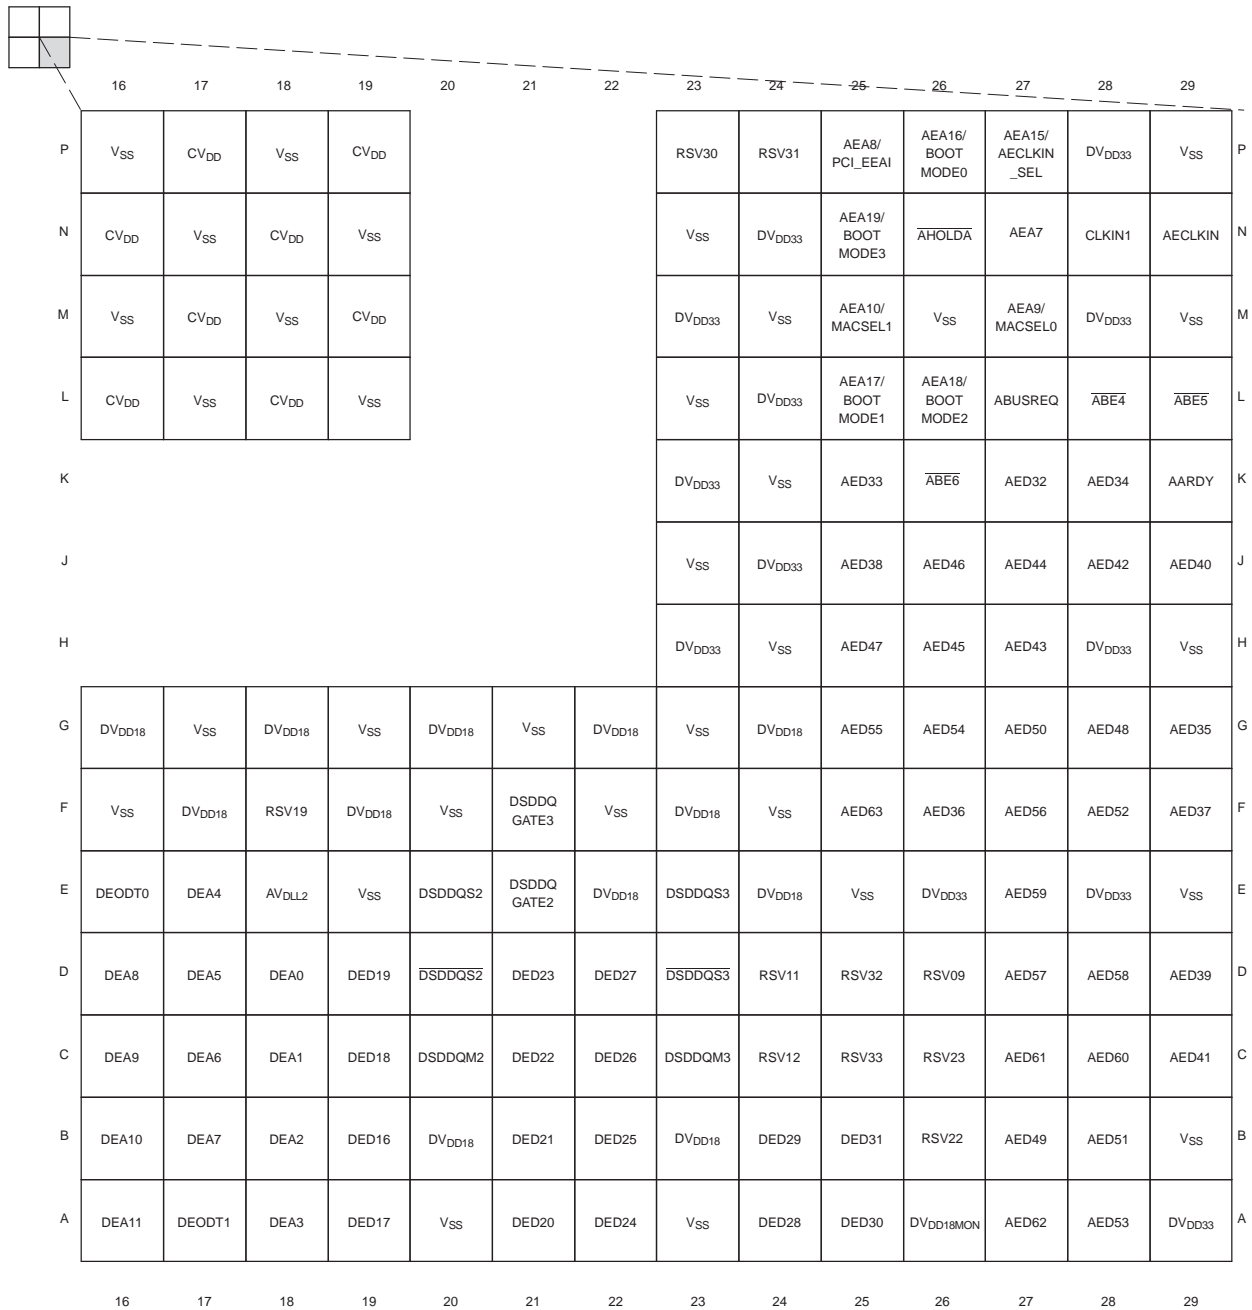 16 17 18 19 20 21 22 23 24 25 26 27 28 29
P VSS CVDD VSS CVDD RSV30 RSV31 AEA8/ PCI_EEAI AEA16/ BOOT MODE0 AEA15/ AECLKIN _SEL DVDD33 VSS P
N CVDD VSS CVDD VSS VSS DVDD33 AEA19/ BOOT MODE3 AHOLDA AEA7 CLKIN1 AECLKIN N
M VSS CVDD VSS CVDD DVDD33 VSS AEA10/ MACSEL1 VSS AEA9/ MACSEL0 DVDD33 VSS M
L CVDD VSS CVDD VSS VSS DVDD33 AEA17/ BOOT MODE1 AEA18/ BOOT MODE2 ABUSREQ ABE4 ABE5 L
K DVDD33 VSS AED33 ABE6 AED32 AED34 AARDY K
J VSS DVDD33 AED38 AED46 AED44 AED42 AED40 J
H DVDD33 VSS AED47 AED45 AED43 DVDD33 VSS H
G DVDD18 VSS DVDD18 VSS DVDD18 VSS DVDD18 VSS DVDD18 AED55 AED54 AED50 AED48 AED35 G
F VSS DVDD18 RSV19 DVDD18 VSS DSDDQ GATE3 VSS DVDD18 VSS AED63 AED36 AED56 AED52 AED37 F
E DEODT0 DEA4 AVDLL2 VSS DSDDQS2 DSDDQ GATE2 DVDD18 DSDDQS3 DVDD18 VSS DVDD33 AED59 DVDD33 VSS E
D DEA8 DEA5 DEA0 DED19 DSDDQS2 DED23 DED27 DSDDQS3 RSV11 RSV32 RSV09 AED57 AED58 AED39 D
C DEA9 DEA6 DEA1 DED18 DSDDQM2 DED22 DED26 DSDDQM3 RSV12 RSV33 RSV23 AED61 AED60 AED41 C
B DEA10 DEA7 DEA2 DED16 DVDD18 DED21 DED25 DVDD18 DED29 DED31 RSV22 AED49 AED51 VSS B
A DEA11 DEODT1 DEA3 DED17 VSS DED20 DED24 VSS DED28 DED30 DVDD18MON AED62 AED53 DVDD33 A
16 17 18 19 20 21 22 23 24 25 26 27 28 29